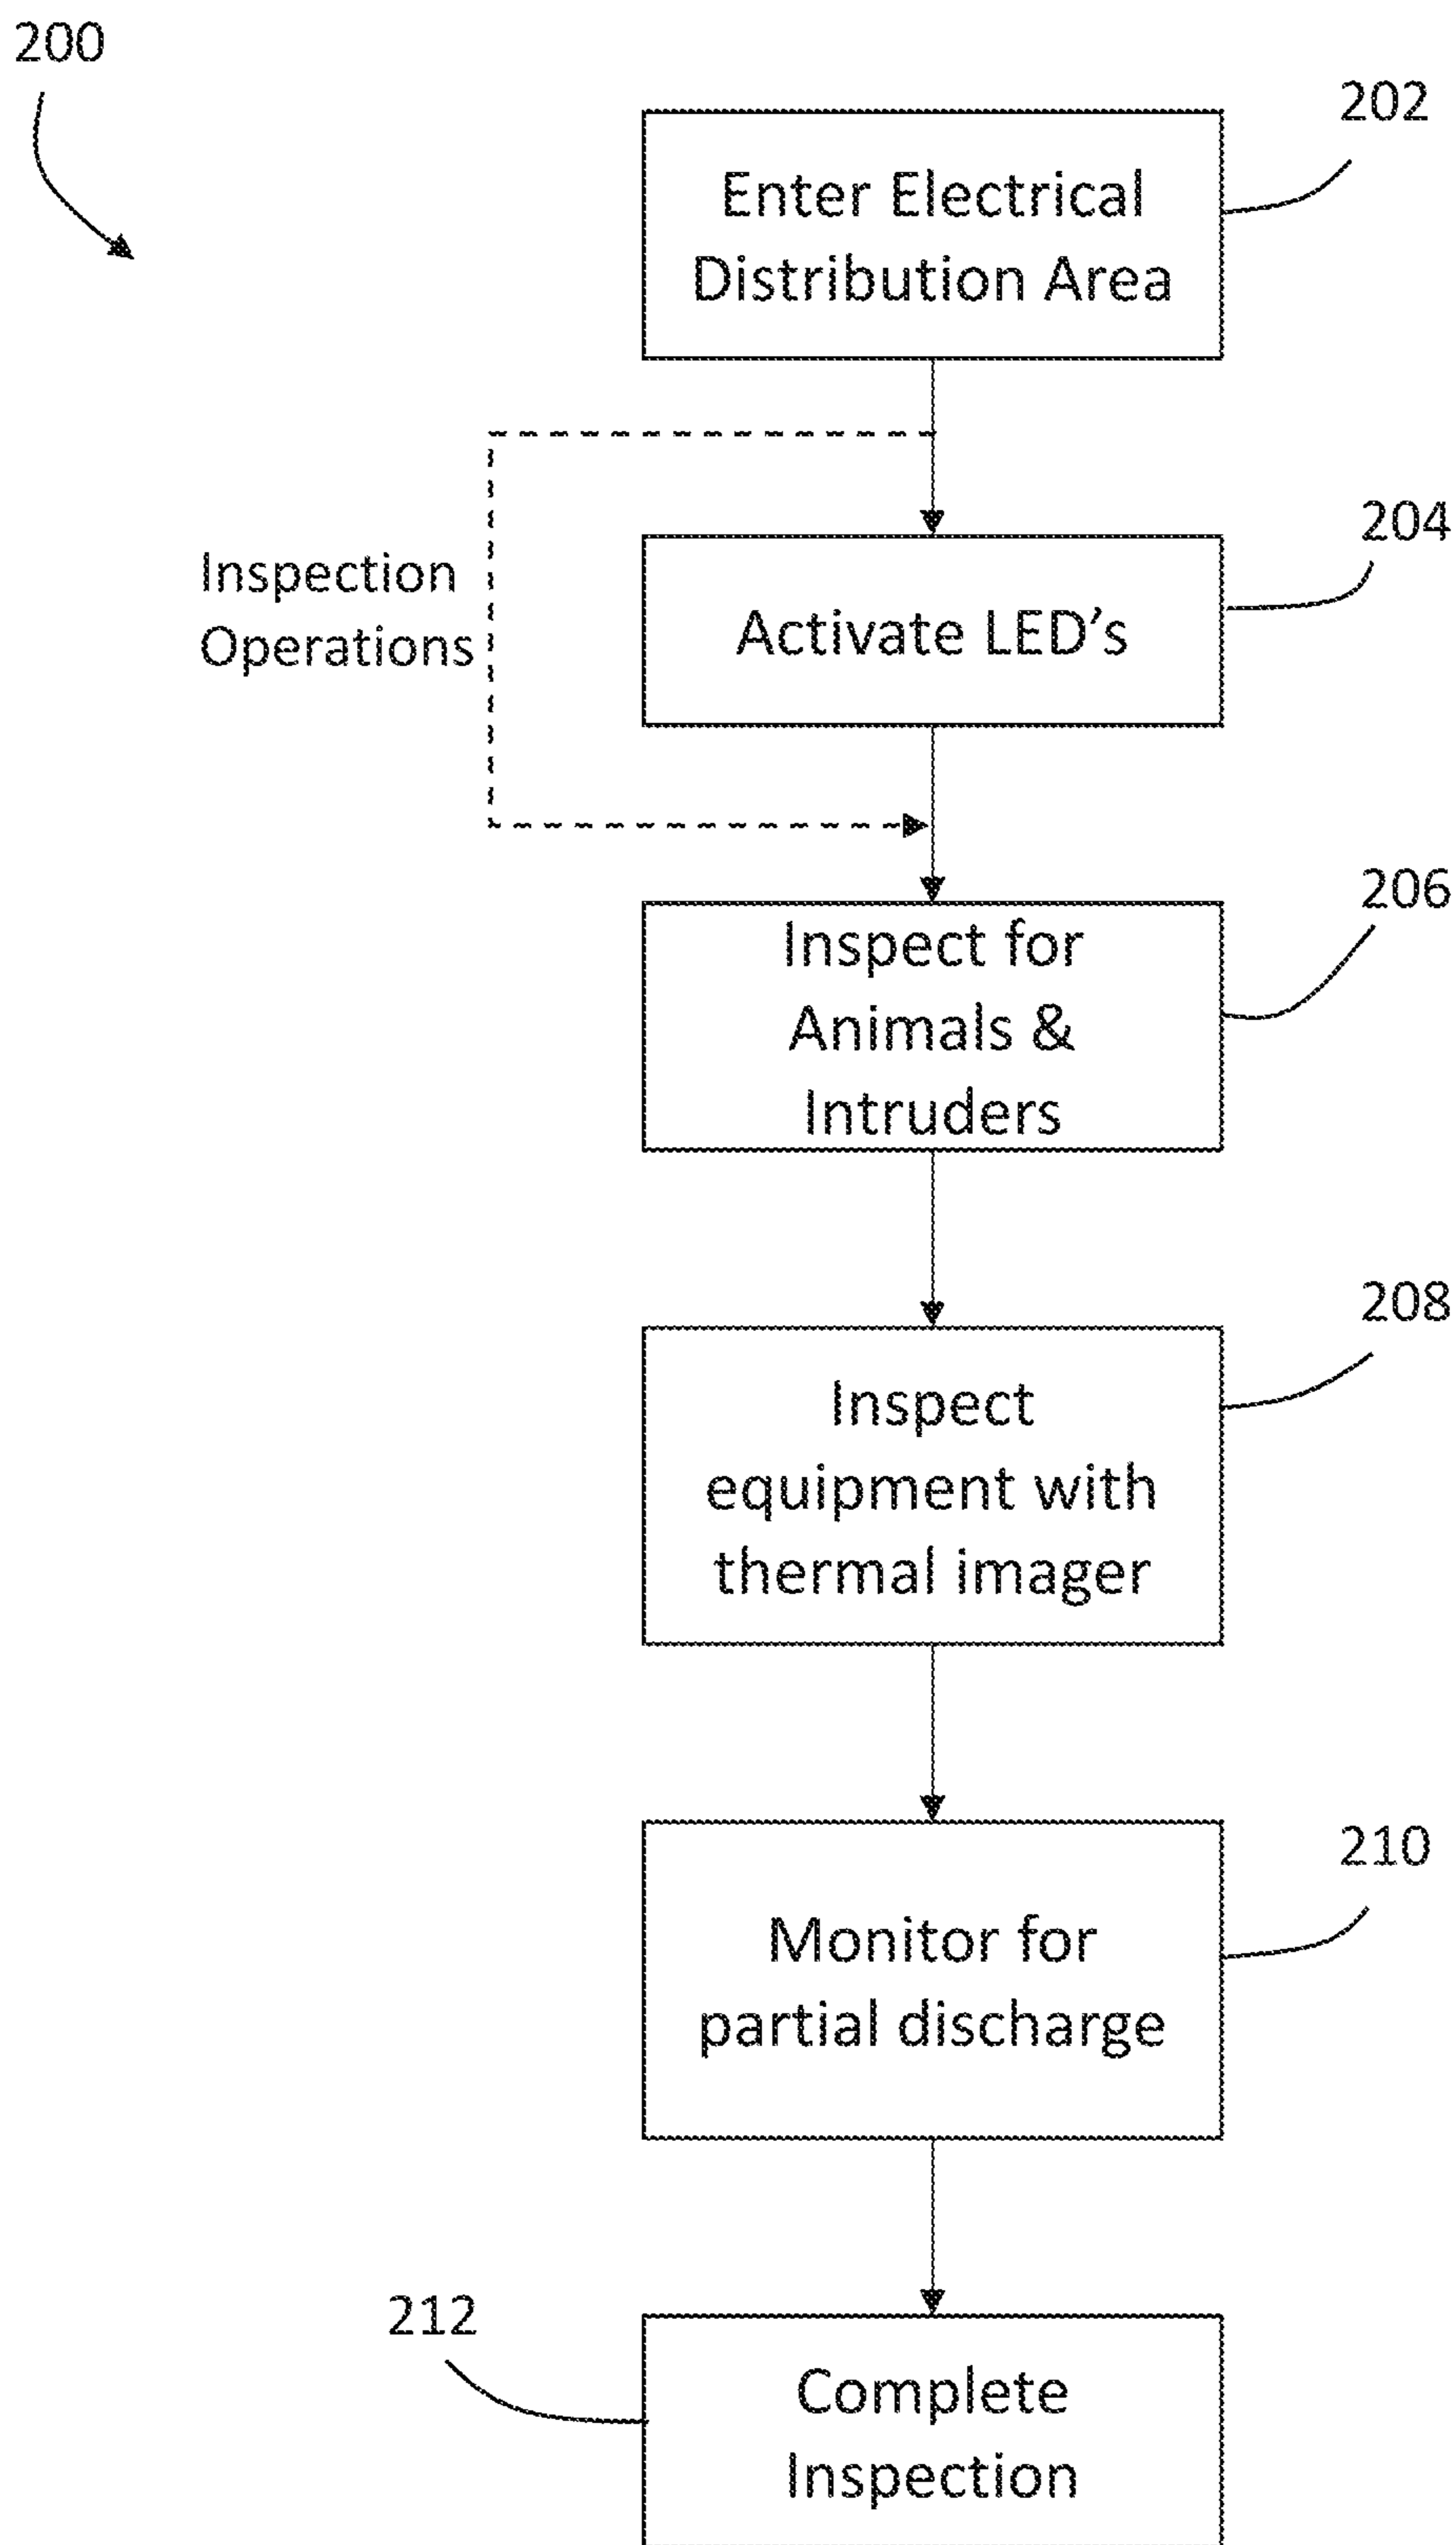 200
202
Enter Electrical
Distribution Area
204
Inspection
Operations
Activate LED's
206
Inspect for
Animals &
Intruders
208
Inspect
equipment with
thermal imager
210
Monitor for
partial discharge
212
Complete
Inspection